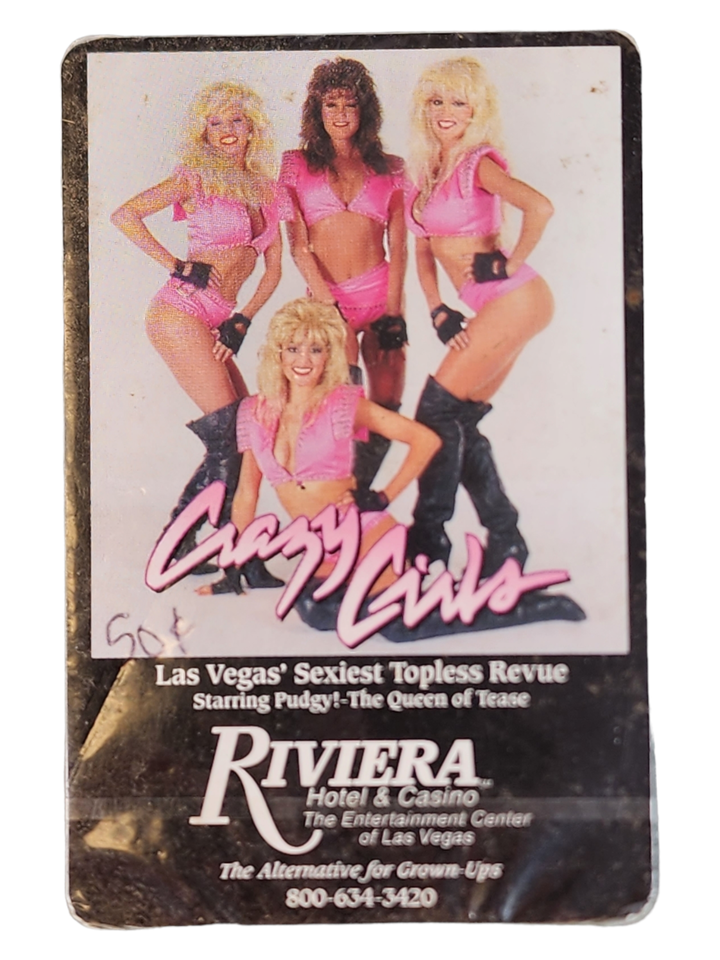 Crazy Girls
50¢
Las Vegas' Sexiest Topless Revue
Starring Pudgy!-The Queen of Tease
RIVIERA
Hotel & Casino
The Entertainment Center
of Las Vegas
The Alternative for Grown-Ups
800-634-3420